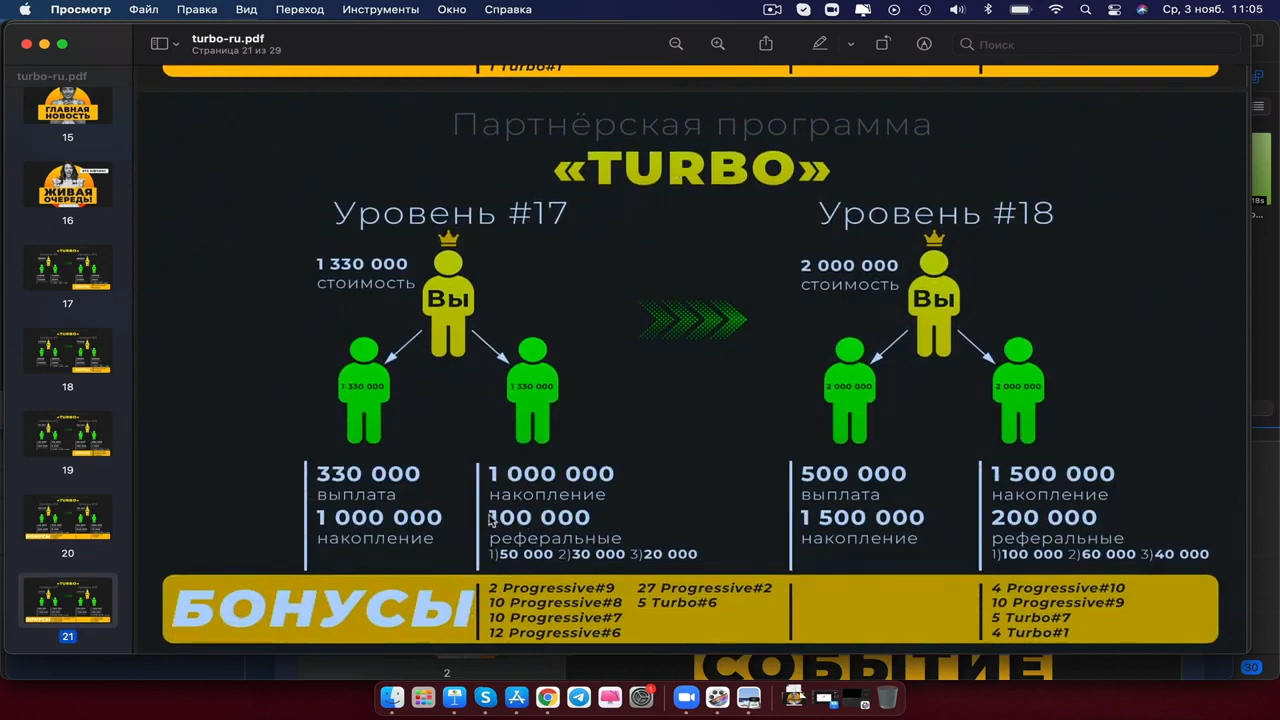 Просмотр Файл Правка Вид Переход Инструменты Окно Справка Ср, 3 нояб. 11:05
turbo-ru.pdf
Страница 21 из 29
Поиск
turbo-ru.pdf
1 Turbo#1
ГЛАВНАЯ
НОВОСТЬ
15
ЖИВАЯ
ОЧЕРЕДЬ!
16
17
18
19
20
21
Партнёрская программа
«TURBO»
Уровень #17
Уровень #18
1 330 000
стоимость
Вы
2 000 000
стоимость
Вы
1 330 000
1 330 000
2 000 000
2 000 000
330 000
выплата
1 000 000
накопление
1 000 000
накопление
100 000
реферальные
1)50 000 2)30 000 3)20 000
500 000
выплата
1 500 000
накопление
1 500 000
накопление
200 000
реферальные
1)100 000 2)60 000 3)40 000
БОНУСЫ
2 Progressive#9
10 Progressive#8
10 Progressive#7
12 Progressive#6
27 Progressive#2
5 Turbo#6
4 Progressive#10
10 Progressive#9
5 Turbo#7
4 Turbo#1
2
СОБЫТИЕ
30
1
18s